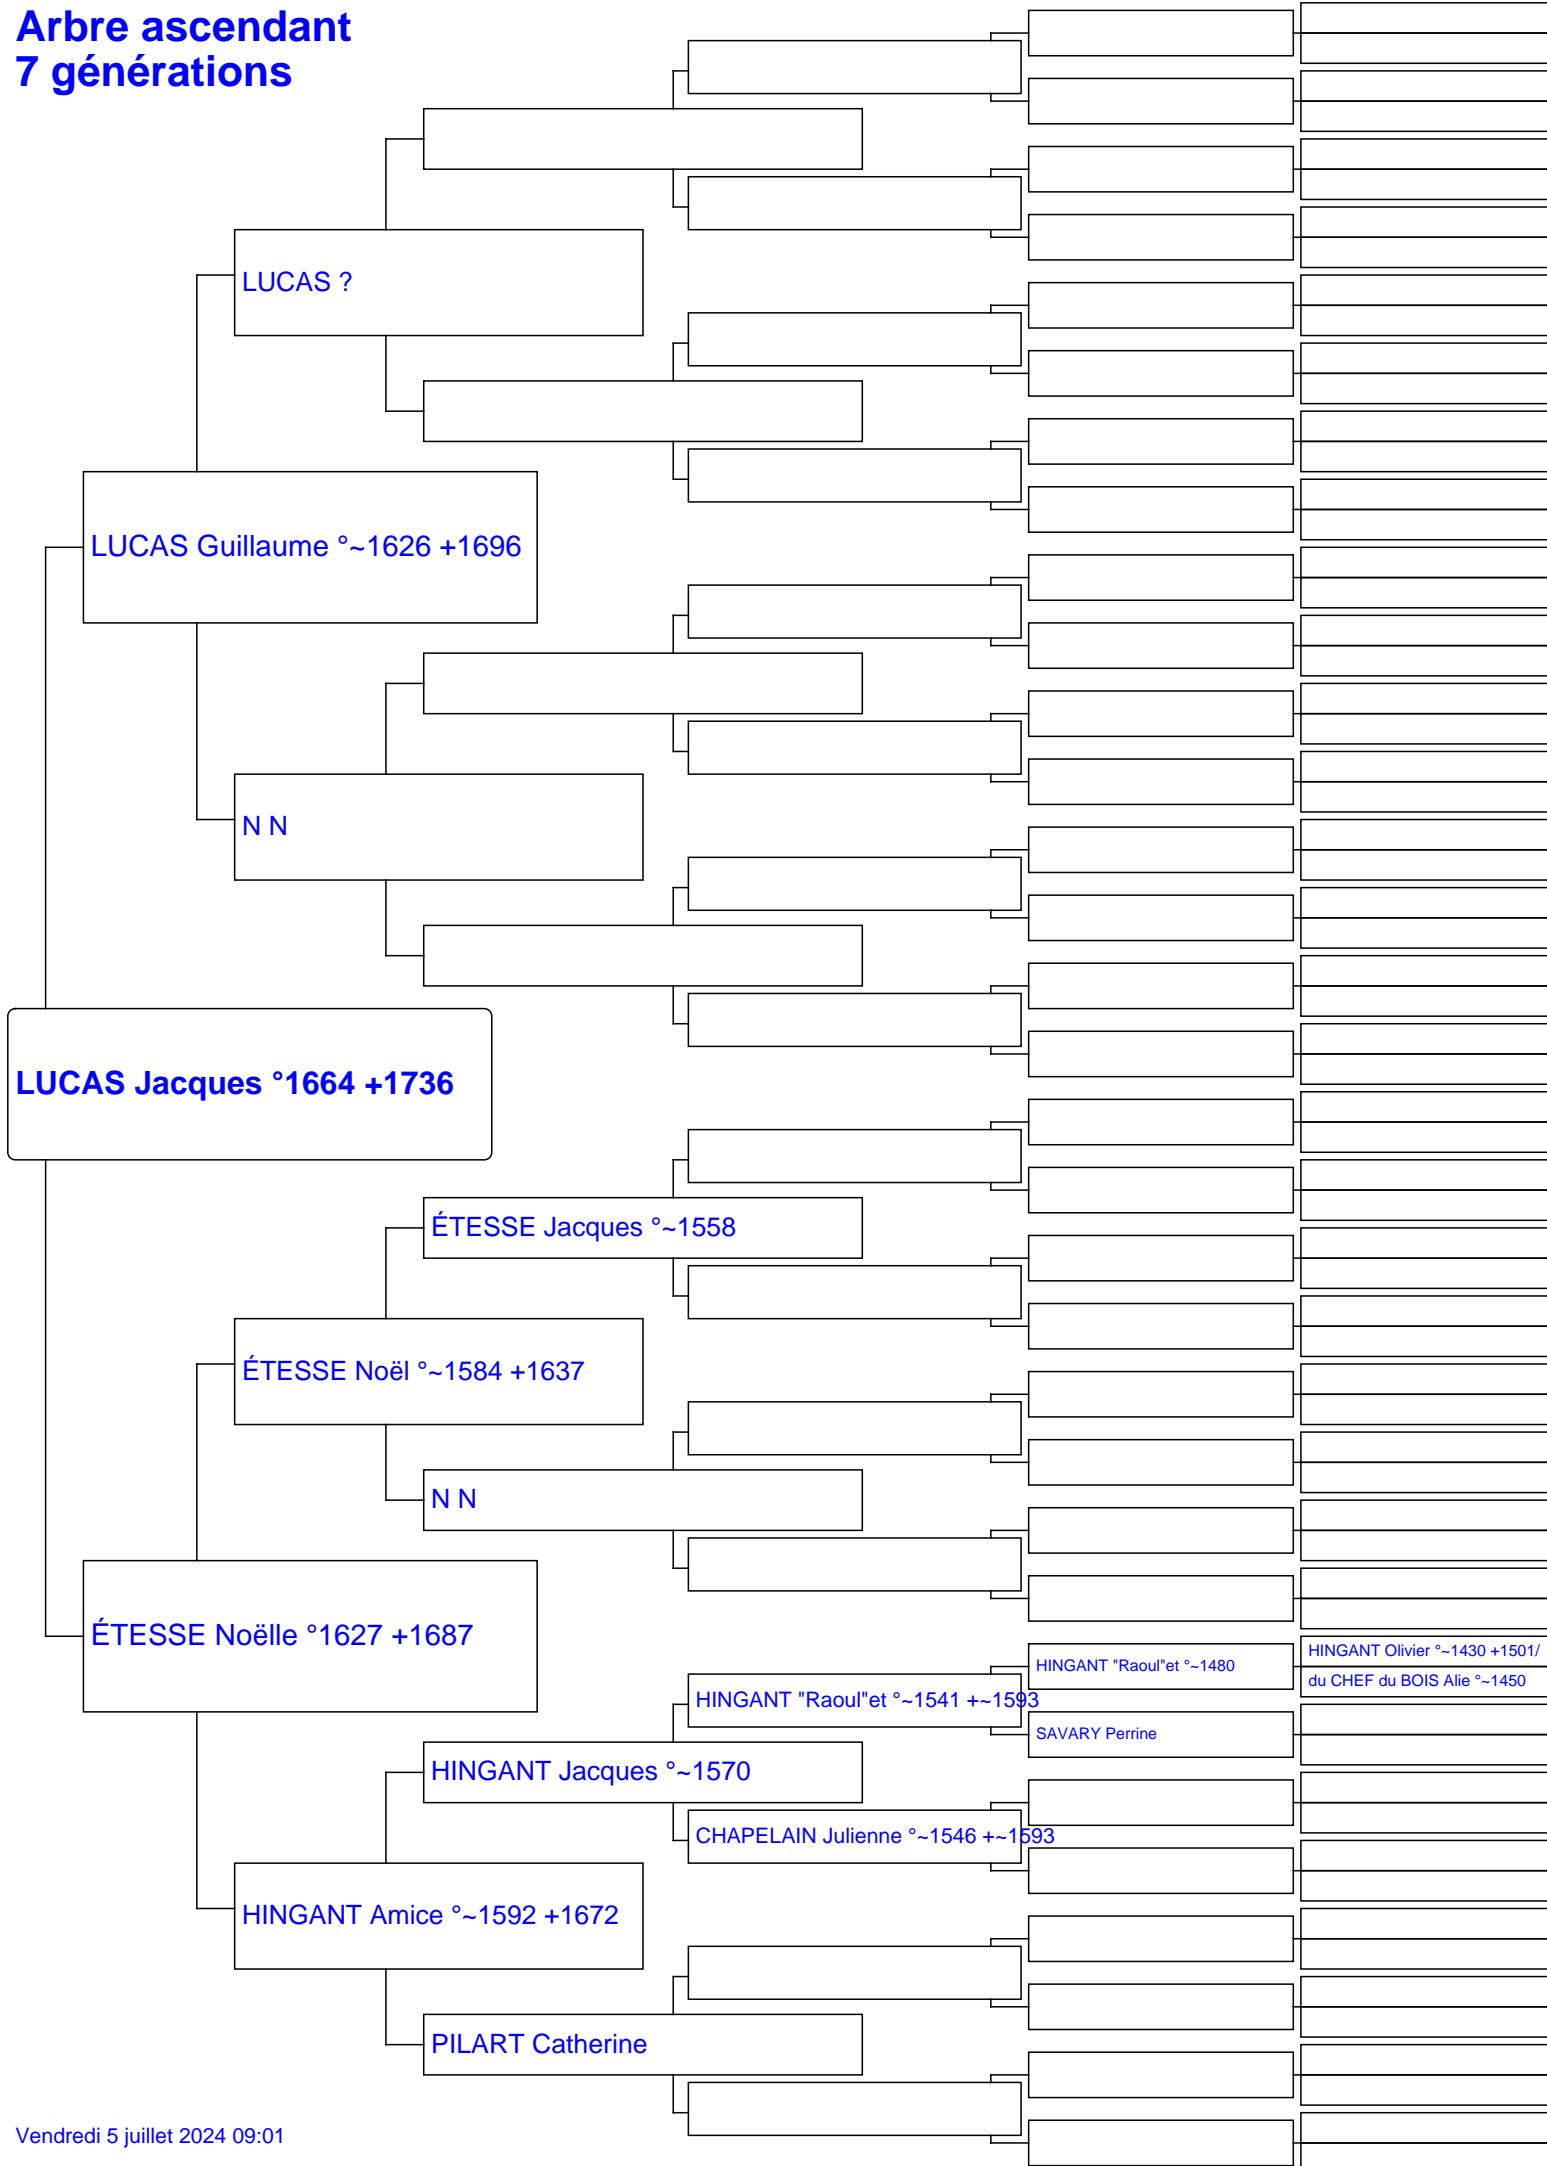 Arbre ascendant
7 générations
LUCAS ?
LUCAS Guillaume °~1626 +1696
N N
LUCAS Jacques °1664 +1736
ÉTESSE Jacques °~1558
ÉTESSE Noël °~1584 +1637
N N
ÉTESSE Noëlle °1627 +1687
HINGANT Olivier °~1430 +1501/
HINGANT "Raoul"et °~1480
du CHEF du BOIS Alie °~1450
HINGANT "Raoul"et °~1541 +~1593
SAVARY Perrine
HINGANT Jacques °~1570
CHAPELAIN Julienne °~1546 +~1593
HINGANT Amice °~1592 +1672
PILART Catherine
Vendredi 5 juillet 2024 09:01